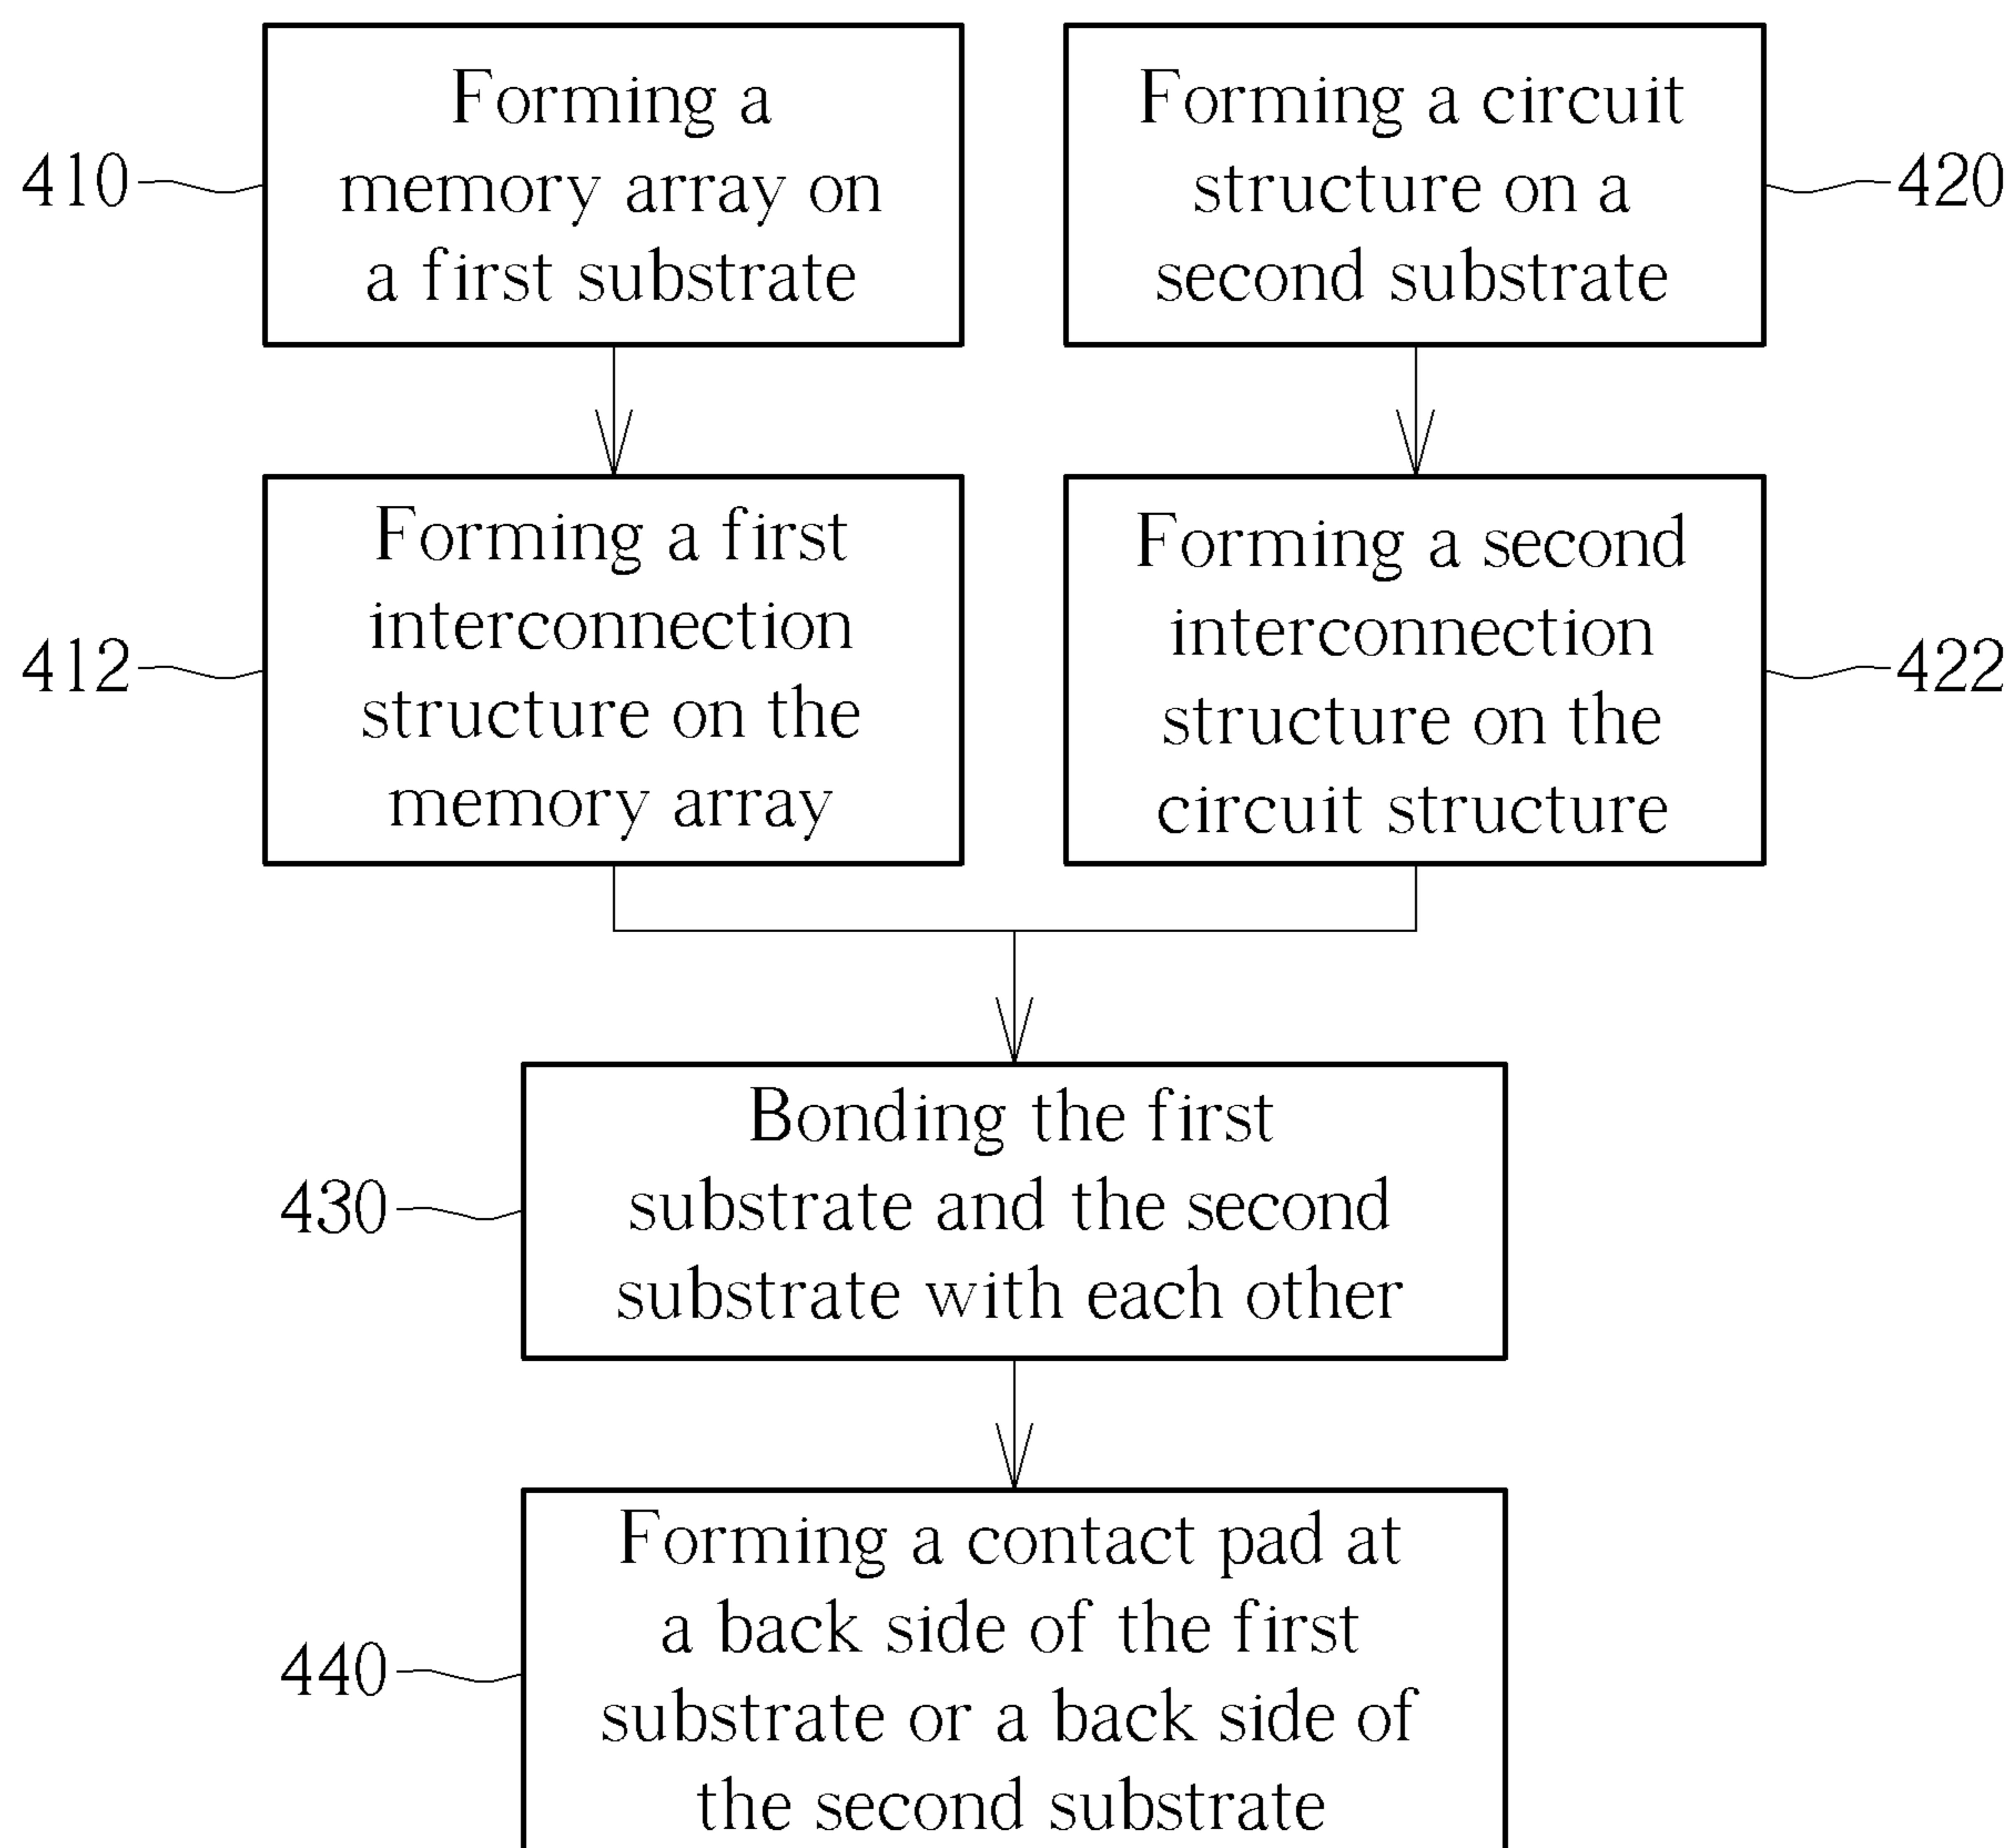 Forming a
memory array on
a first substrate
410
Forming a circuit
structure on a
second substrate
420
Forming a first
interconnection
structure on the
memory array
412
Forming a second
interconnection
structure on the
circuit structure
422
Bonding the first
substrate and the second
substrate with each other
430
Forming a contact pad at
a back side of the first
substrate or a back side of
the second substrate
440